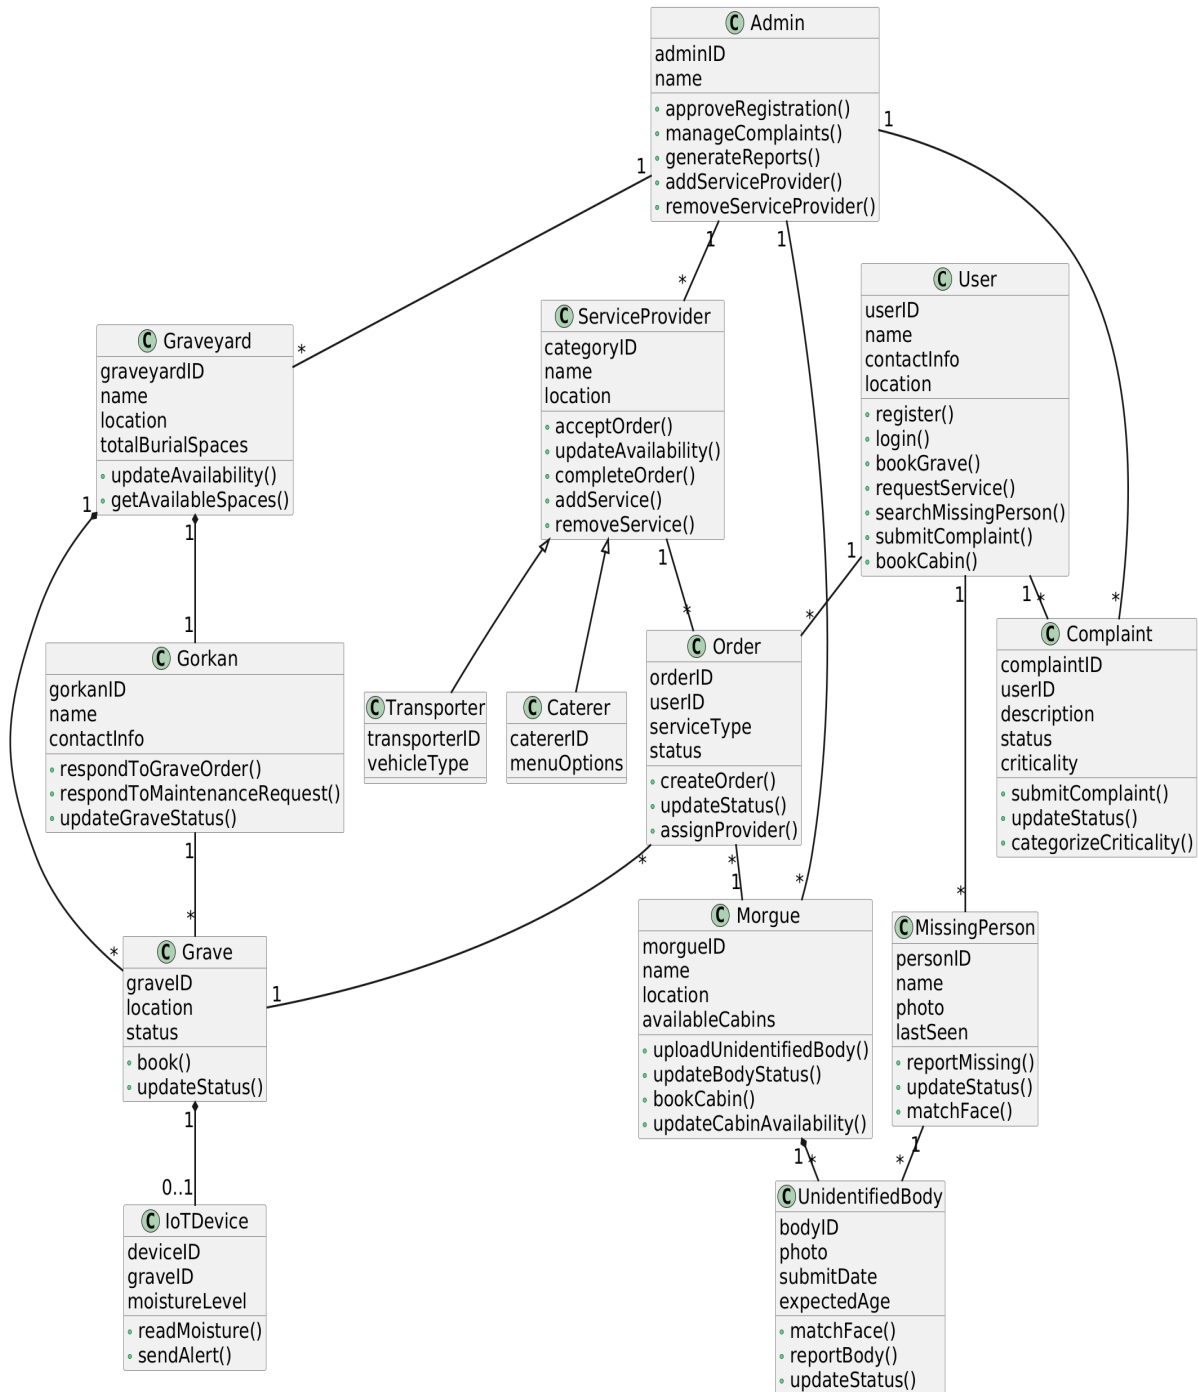 C Admin
adminID
name
approveRegistration()
manageComplaints()
generateReports()
addServiceProvider()
removeServiceProvider()
1
1
1
1
*
*
C User
userID
name
contactInfo
location
register()
login()
bookGrave()
requestService()
searchMissingPerson()
submitComplaint()
bookCabin()
C ServiceProvider
categoryID
name
location
acceptOrder()
updateAvailability()
completeOrder()
addService()
removeService()
C Graveyard
graveyardID
name
location
totalBurialSpaces
updateAvailability()
getAvailableSpaces()
1
1
1
1
1
1
1
*
*
*
*
C Gorkan
gorkanID
name
contactInfo
respondToGraveOrder()
respondToMaintenanceRequest()
updateGraveStatus()
C Transporter
transporterID
vehicleType
C Caterer
catererID
menuOptions
C Order
orderID
userID
serviceType
status
createOrder()
updateStatus()
assignProvider()
C Complaint
complaintID
userID
description
status
criticality
submitComplaint()
updateStatus()
categorizeCriticality()
1
*
*
1
*
*
*
*
1
C Grave
graveID
location
status
book()
updateStatus()
C Morgue
morgueID
name
location
availableCabins
uploadUnidentifiedBody()
updateBodyStatus()
bookCabin()
updateCabinAvailability()
C MissingPerson
personID
name
photo
lastSeen
reportMissing()
updateStatus()
matchFace()
1
0..1
1
*
1
*
C IoTDevice
deviceID
graveID
moistureLevel
readMoisture()
sendAlert()
C UnidentifiedBody
bodyID
photo
submitDate
expectedAge
matchFace()
reportBody()
updateStatus()